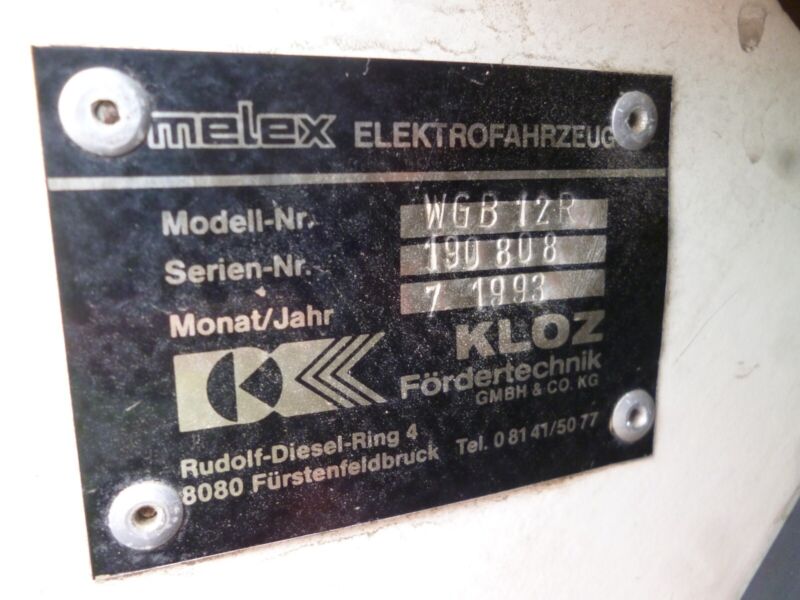 melex ELEKTROFAHRZEUG
Modell-Nr. WGB 12R
Serien-Nr. 190 808
Monat/Jahr 7 1993
KLOZ
Fördertechnik
GMBH & CO. KG
Rudolf-Diesel-Ring 4
8080 Fürstenfeldbruck Tel. 0 81 41/50 77